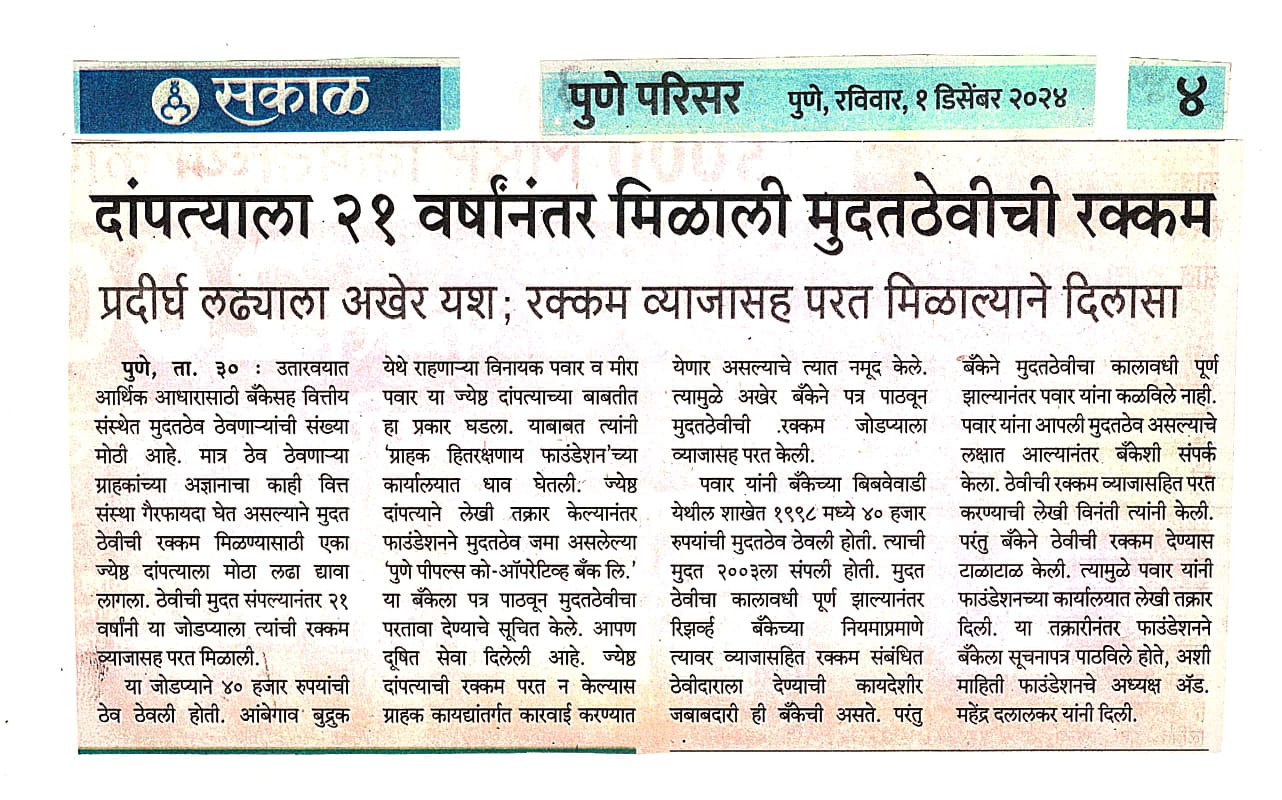 सकाळ
पुणे परिसर पुणे, रविवार, १ डिसेंबर २०२४
४
दांपत्याला २१ वर्षांनंतर मिळाली मुदतठेवीची रक्कम
प्रदीर्घ लढ्याला अखेर यश; रक्कम व्याजासह परत मिळाल्याने दिलासा
पुणे, ता. ३० : उतारवयात
आर्थिक आधारासाठी बँकेसह वित्तीय
संस्थेत मुदतठेव ठेवणाऱ्यांची संख्या
मोठी आहे. मात्र ठेव ठेवणाऱ्या
ग्राहकांच्या अज्ञानाचा काही वित्त
संस्था गैरफायदा घेत असल्याने मुदत
ठेवीची रक्कम मिळण्यासाठी एका
ज्येष्ठ दांपत्याला मोठा लढा द्यावा
लागला. ठेवीची मुदत संपल्यानंतर २१
वर्षांनी या जोडप्याला त्यांची रक्कम
व्याजासह परत मिळाली.
या जोडप्याने ४० हजार रुपयांची
ठेव ठेवली होती. आंबेगाव बुद्रुक
येथे राहणाऱ्या विनायक पवार व मीरा
पवार या ज्येष्ठ दांपत्याच्या बाबतीत
हा प्रकार घडला. याबाबत त्यांनी
‘ग्राहक हितरक्षणाय फाउंडेशन’च्या
कार्यालयात धाव घेतली. ज्येष्ठ
दांपत्याने लेखी तक्रार केल्यानंतर
फाउंडेशनने मुदतठेव जमा असलेल्या
‘पुणे पीपल्स को-ऑपरेटिव्ह बँक लि.’
या बँकेला पत्र पाठवून मुदतठेवीचा
परतावा देण्याचे सूचित केले. आपण
दूषित सेवा दिलेली आहे. ज्येष्ठ
दांपत्याची रक्कम परत न केल्यास
ग्राहक कायद्यांतर्गत कारवाई करण्यात
येणार असल्याचे त्यात नमूद केले.
त्यामुळे अखेर बँकेने पत्र पाठवून
मुदतठेवीची रक्कम जोडप्याला
व्याजासह परत केली.
पवार यांनी बँकेच्या बिबवेवाडी
येथील शाखेत १९९८ मध्ये ४० हजार
रुपयांची मुदतठेव ठेवली होती. त्याची
मुदत २००३ला संपली होती. मुदत
ठेवीचा कालावधी पूर्ण झाल्यानंतर
रिझर्व्ह बँकेच्या नियमाप्रमाणे
त्यावर व्याजासहित रक्कम संबंधित
ठेवीदाराला देण्याची कायदेशीर
जबाबदारी ही बँकेची असते. परंतु
बँकेने मुदतठेवीचा कालावधी पूर्ण
झाल्यानंतर पवार यांना कळविले नाही.
पवार यांना आपली मुदतठेव असल्याचे
लक्षात आल्यानंतर बँकेशी संपर्क
केला. ठेवीची रक्कम व्याजासहित परत
करण्याची लेखी विनंती त्यांनी केली.
परंतु बँकेने ठेवीची रक्कम देण्यास
टाळाटाळ केली. त्यामुळे पवार यांनी
फाउंडेशनच्या कार्यालयात लेखी तक्रार
दिली. या तक्रारीनंतर फाउंडेशनने
बँकेला सूचनापत्र पाठविले होते, अशी
माहिती फाउंडेशनचे अध्यक्ष ॲड.
महेंद्र दलालकर यांनी दिली.